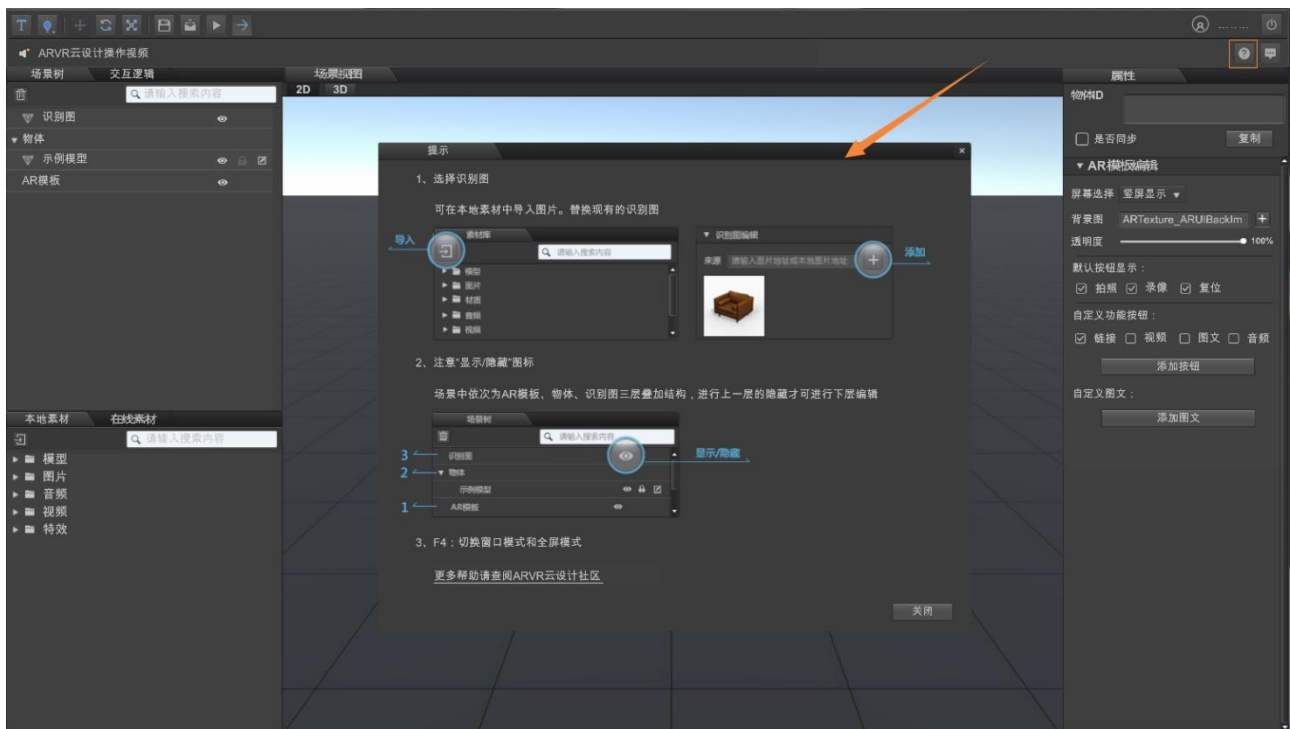 ARVR云设计操作视频
场景树 交互逻辑 场景视图 属性
请输入搜索内容
2D 3D
物体ID
识别图
物体
是否同步 复制
示例模型
AR模板
AR模板编辑
屏幕选择 竖屏显示
背景图 ARTexture_ARUIBackIm +
透明度 100%
默认按钮显示：
拍照 录像 复位
自定义功能按钮：
链接 视频 图文 音频
添加按钮
自定义图文：
添加图文
提示 ×
1、选择识别图
可在本地素材中导入图片。替换现有的识别图
导入
素材库
请输入搜索内容
模型
图片
材质
音频
视频
识别图编辑
来源 请输入图片地址或本地图片地址
添加
2、注意“显示/隐藏”图标
场景中依次为AR模板、物体、识别图三层叠加结构，进行上一层的隐藏才可进行下层编辑
场景树
请输入搜索内容
3 识别图
显示/隐藏
2 物体
示例模型
1 AR模板
3、F4：切换窗口模式和全屏模式
更多帮助请查阅ARVR云设计社区
关闭
本地素材 在线素材
请输入搜索内容
模型
图片
音频
视频
特效